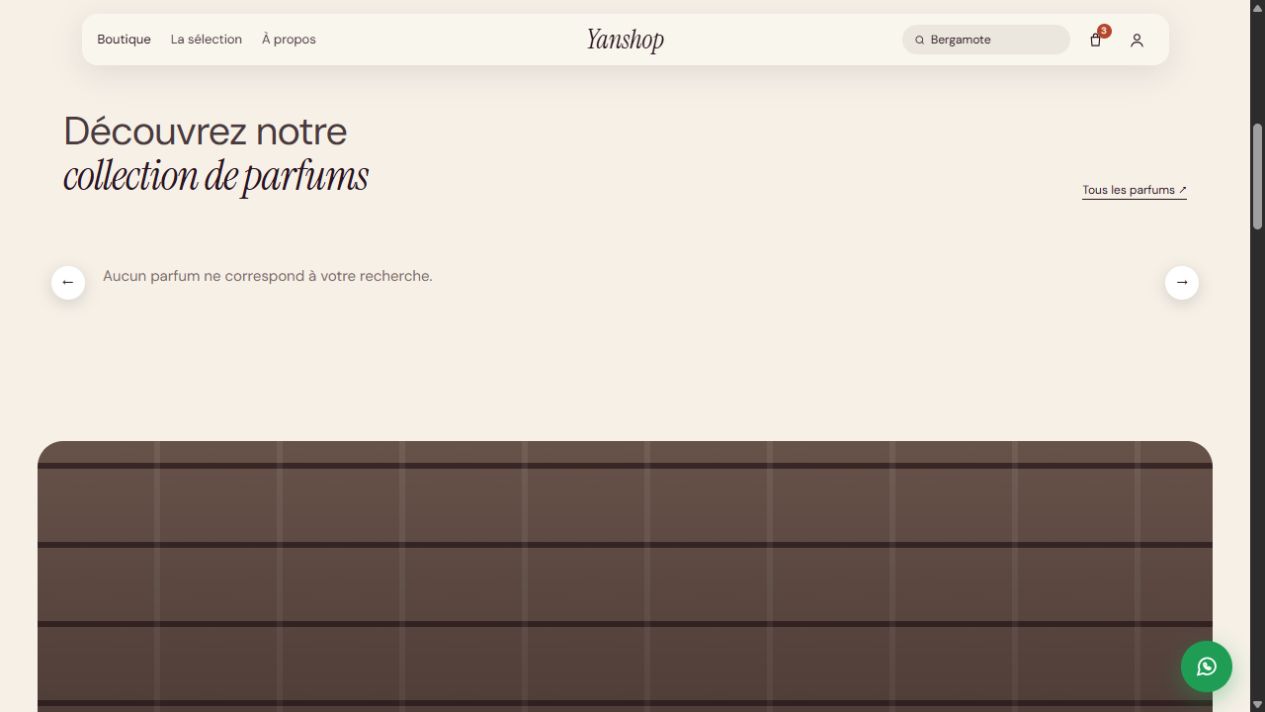 Boutique La sélection À propos Yanshop Bergamote 3
Découvrez notre
collection de parfums
Tous les parfums ↗
← Aucun parfum ne correspond à votre recherche. →